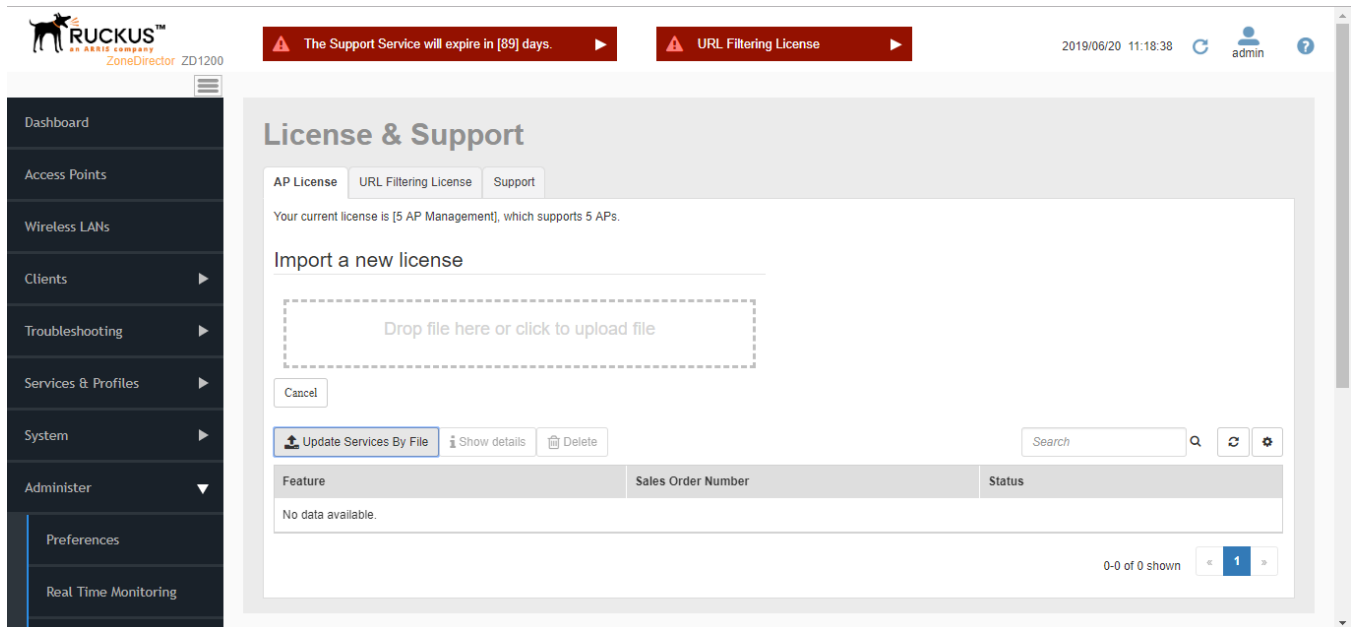 RUCKUS™
an ARRIS company
ZoneDirector ZD1200
The Support Service will expire in [89] days.
URL Filtering License
2019/06/20 11:18:38
admin
?
Dashboard
Access Points
Wireless LANs
Clients
Troubleshooting
Services & Profiles
System
Administer
Preferences
Real Time Monitoring
License & Support
AP License URL Filtering License Support
Your current license is [5 AP Management], which supports 5 APs.
Import a new license
Drop file here or click to upload file
Cancel
Update Services By File Show details Delete Search
Feature Sales Order Number Status
No data available.
0-0 of 0 shown « 1 »